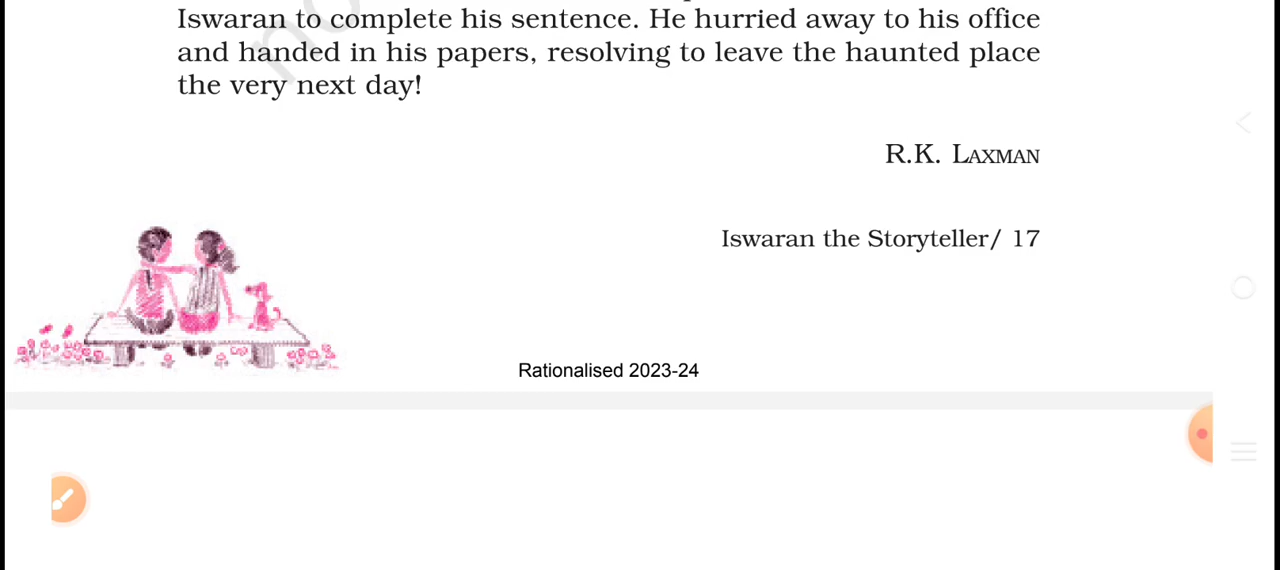 Iswaran to complete his sentence. He hurried away to his office
and handed in his papers, resolving to leave the haunted place
the very next day!
R.K. LAXMAN
Iswaran the Storyteller/ 17
Rationalised 2023-24